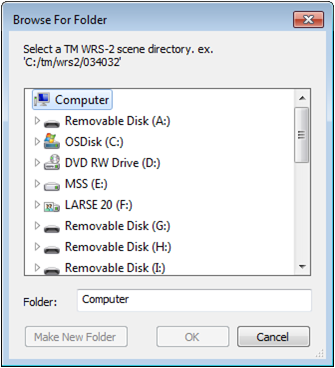 Browse For Folder
Select a TM WRS-2 scene directory. ex.
'C:/tm/wrs2/034032'
Computer
Removable Disk (A:)
OSDisk (C:)
DVD RW Drive (D:)
MSS (E:)
LARSE 20 (F:)
Removable Disk (G:)
Removable Disk (H:)
Removable Disk (I:)
Folder: Computer
Make New Folder OK Cancel